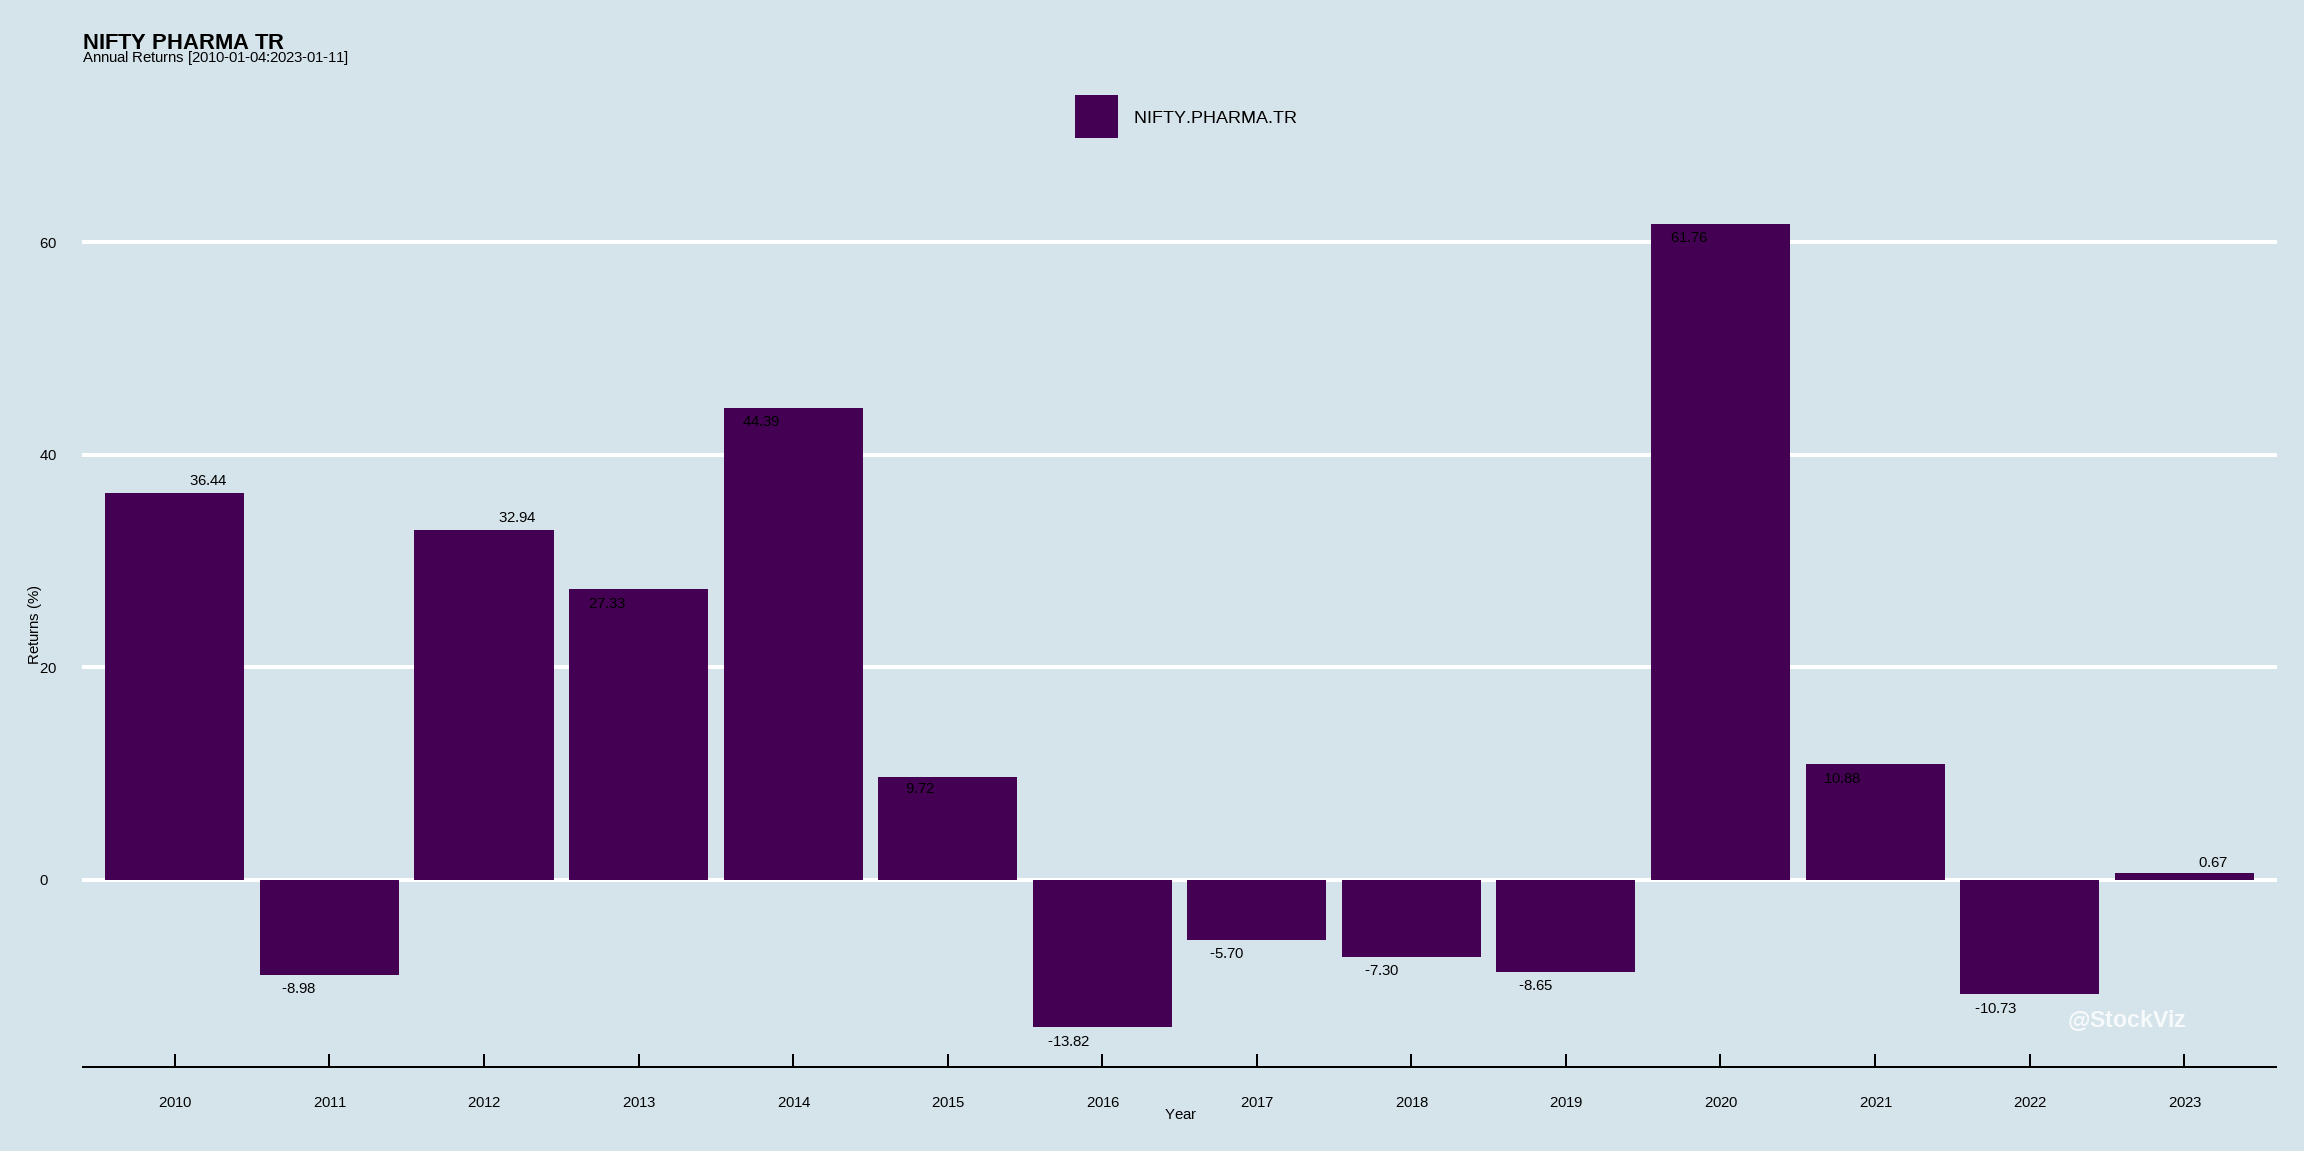 NIFTY PHARMA TR
Annual Returns [2010-01-04:2023-01-11]
NIFTY.PHARMA.TR
Returns (%)
60
40
20
0
36.44
-8.98
32.94
27.33
44.39
9.72
-13.82
-5.70
-7.30
-8.65
61.76
10.88
-10.73
0.67
@StockViz
2010 2011 2012 2013 2014 2015 2016 2017 2018 2019 2020 2021 2022 2023
Year